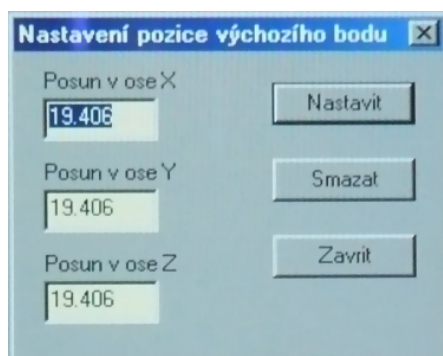 Nastavení pozice výchozího bodu
Posun v ose X
19.406
Nastavit
Posun v ose Y
19.406
Smazat
Posun v ose Z
19.406
Zavrit